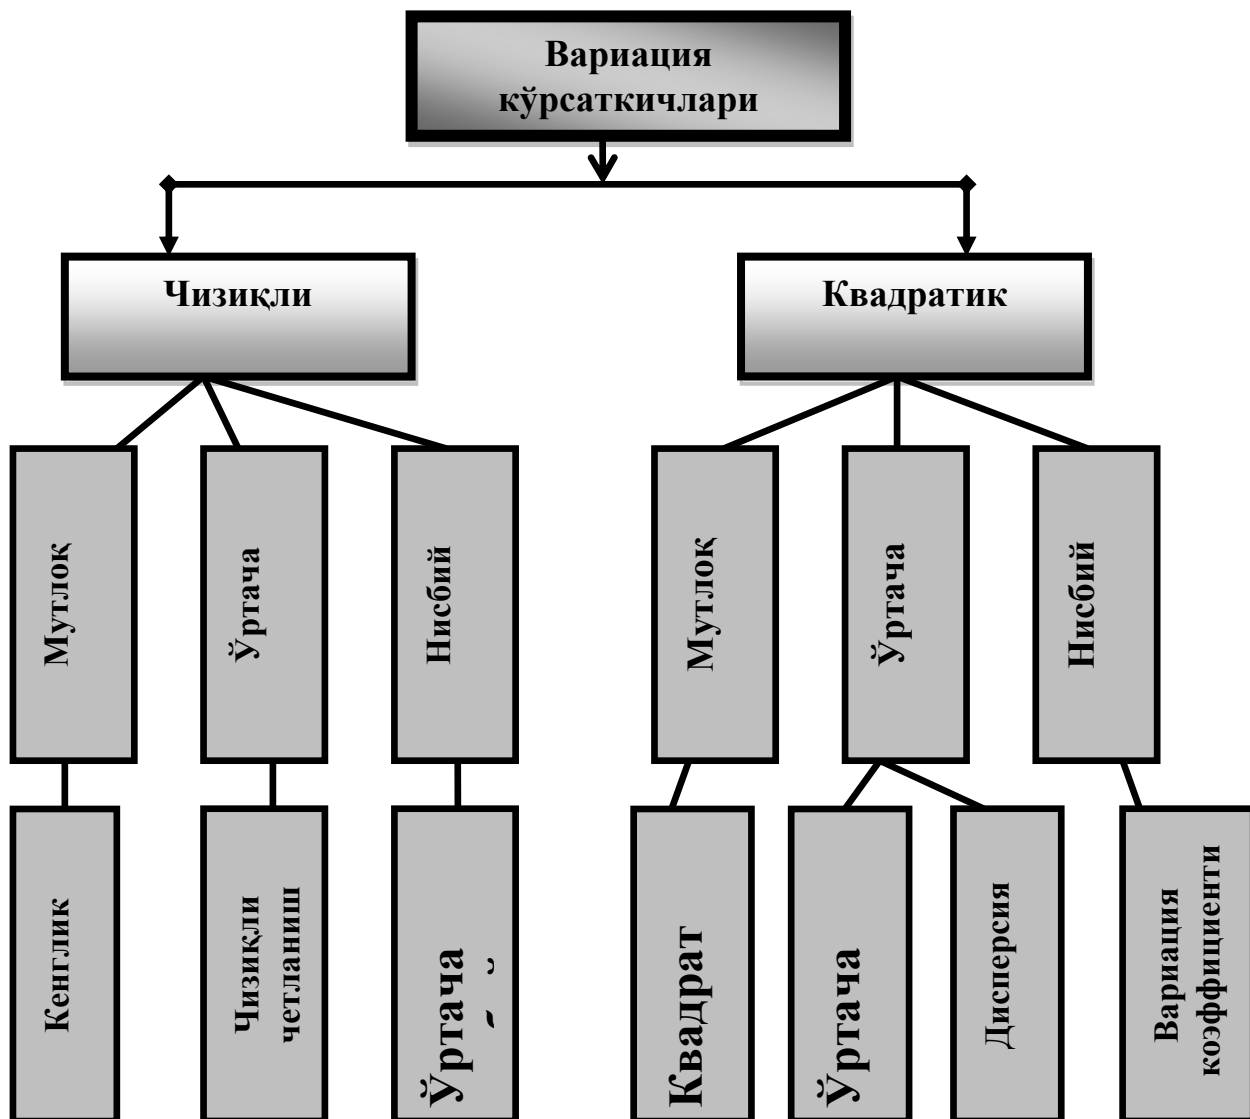 Вариация
кўрсаткичлари
Чизиқли
Квадратик
Мутлоқ
Ўртача
Нисбий
Мутлоқ
Ўртача
Нисбий
Кенглик
Чизиқли
четланиш
Ўртача
Квадрат
Ўртача
Дисперсия
Вариация
коэффициенти